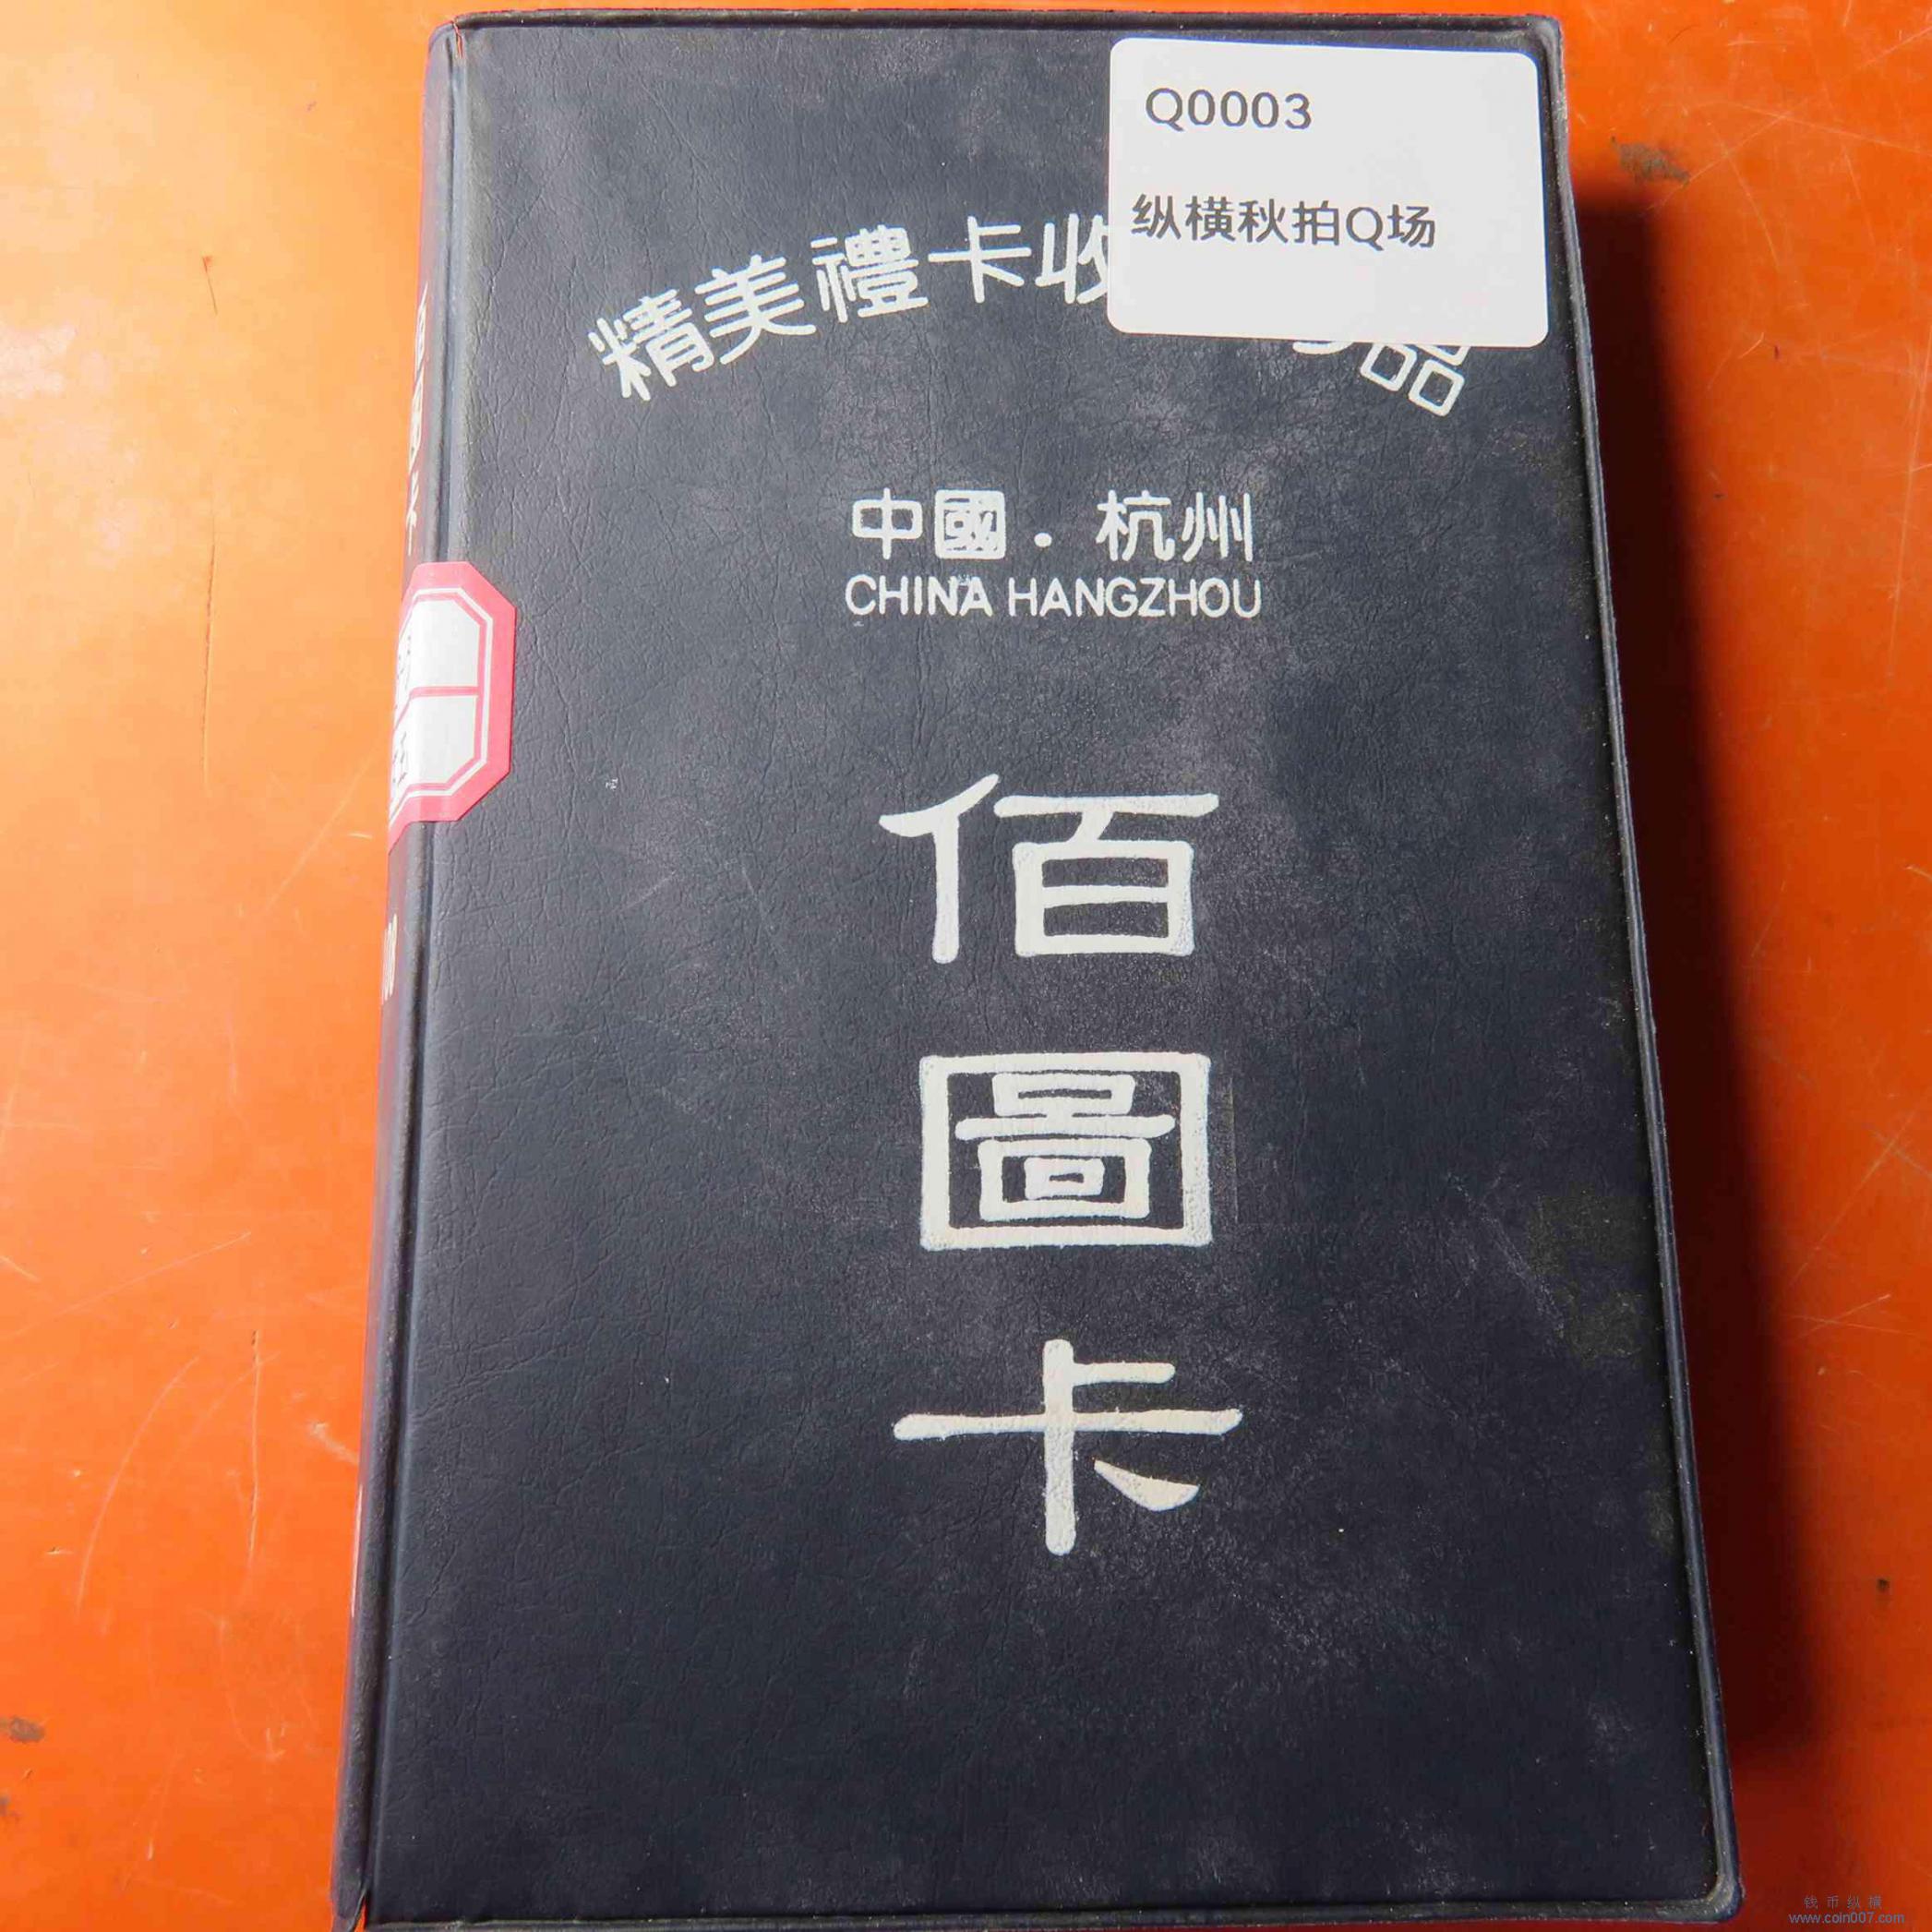 Q0003
纵横秋拍Q场
精美禮卡收
品
中國·杭州
CHINA HANGZHOU
佰
圖
卡
钱币纵横
www.coin007.com